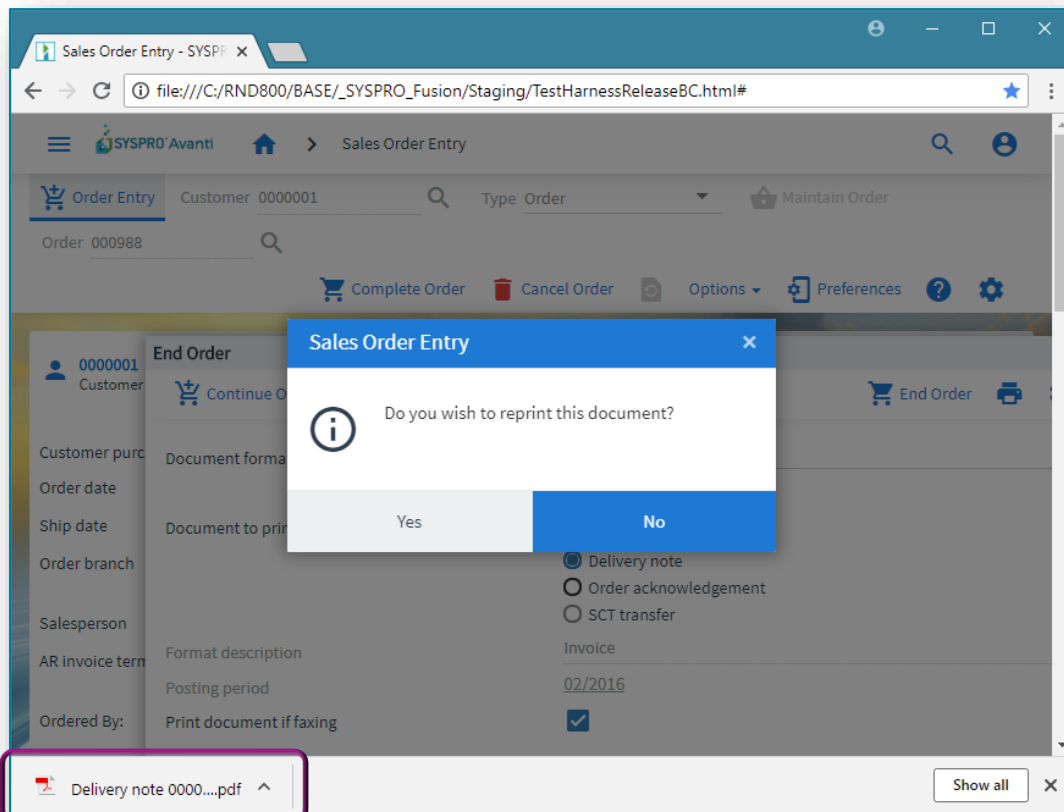 Sales Order Entry - SYSPR
file:///C:/RND800/BASE/_SYSPRO_Fusion/Staging/TestHarnessReleaseBC.html#
SYSPRO Avanti Sales Order Entry
Order Entry Customer 0000001 Type Order Maintain Order
Order 000988
Complete Order Cancel Order Options Preferences
Sales Order Entry
Do you wish to reprint this document?
Yes No
0000001
Customer
End Order
Continue O
End Order
Customer purc
Document forma
Order date
Ship date
Document to prin
Order branch
Delivery note
Order acknowledgement
SCT transfer
Salesperson
Format description Invoice
AR invoice term
Posting period 02/2016
Ordered By:
Print document if faxing
Delivery note 0000....pdf
Show all